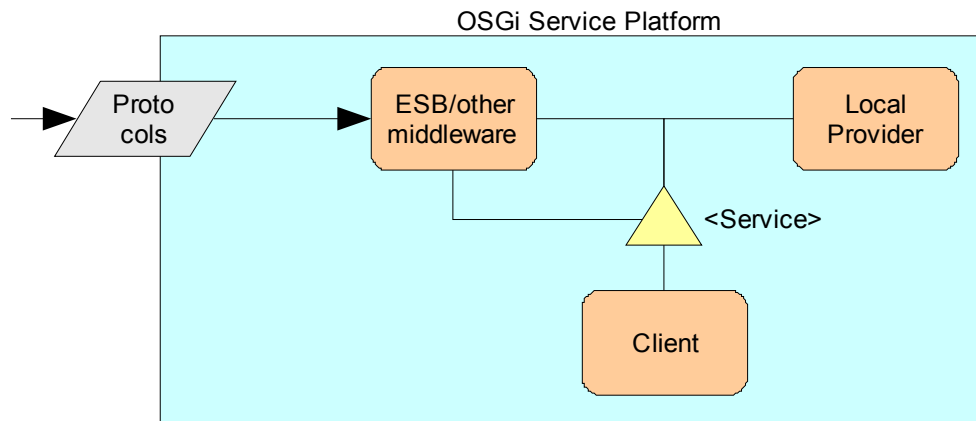 OSGi Service Platform
Proto
cols
ESB/other
middleware
Local
Provider
<Service>
Client